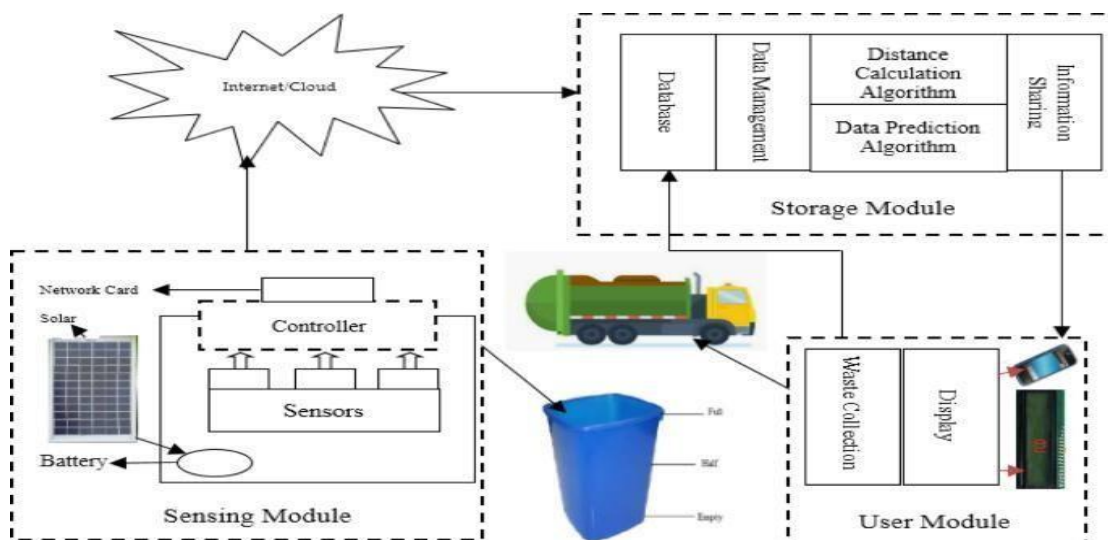 Internet/Cloud
Database
Data Management
Distance
Calculation
Algorithm
Data Prediction
Algorithm
Information
Sharing
Storage Module
Network Card
Solar
Controller
Sensors
Battery
Sensing Module
Full
Half
Empty
Waste Collection
Display
User Module